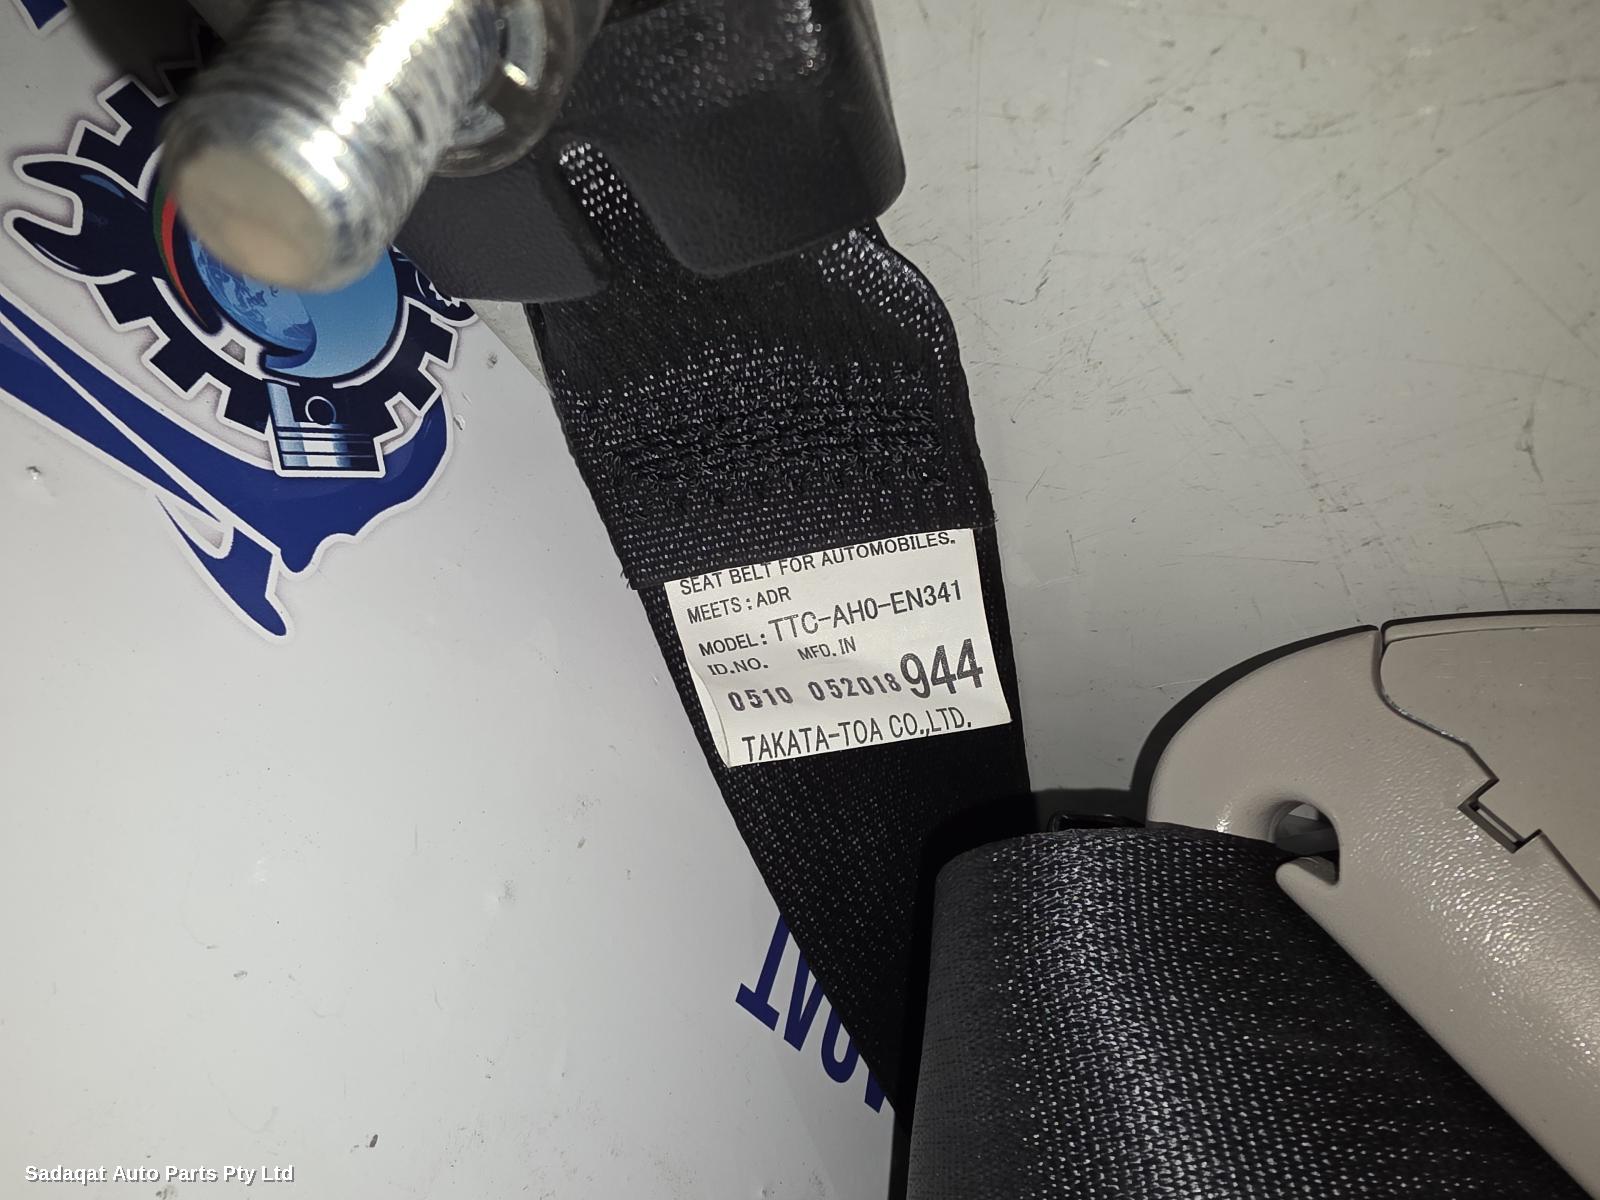 SEAT BELT FOR AUTOMOBILES.
MEETS : ADR
MODEL: TTC-AH0-EN341
ID.NO. MFD. IN
0510 052018 944
TAKATA-TOA CO.,LTD.
Sadaqat Auto Parts Pty Ltd